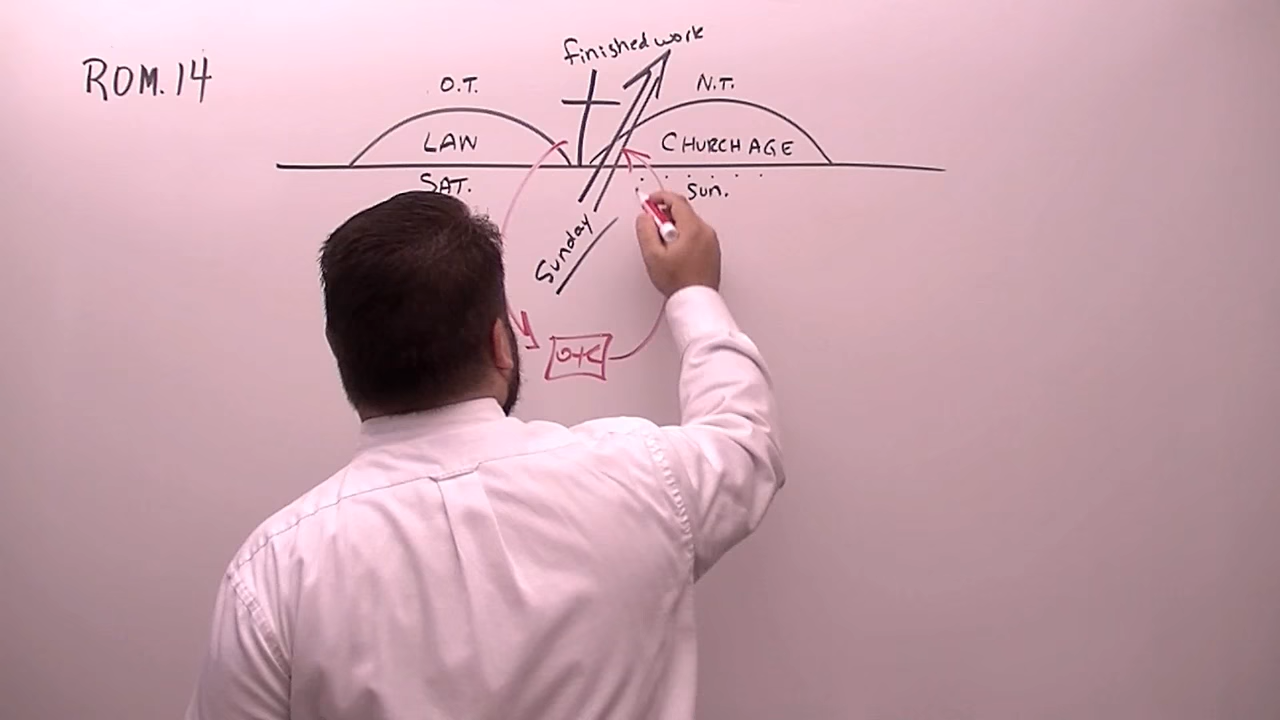 finished work
ROM.14
O.T.
N.T.
LAW
CHURCH AGE
SAT.
Sun.
Sunday